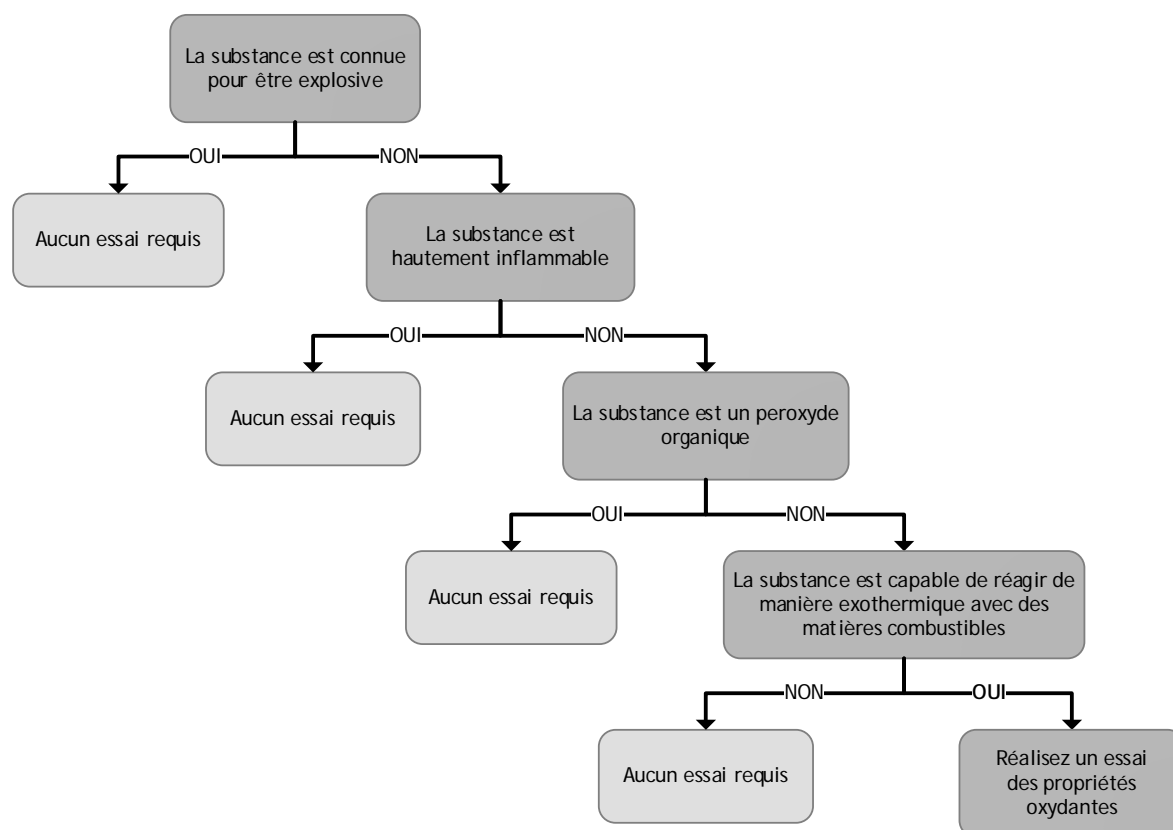 La substance est connue
pour être explosive
OUI
NON
Aucun essai requis
La substance est
hautement inflammable
OUI
NON
Aucun essai requis
La substance est un peroxyde
organique
OUI
NON
Aucun essai requis
La substance est capable de réagir de
manière exothermique avec des
matières combustibles
NON
OUI
Aucun essai requis
Réalisez un essai
des propriétés
oxydantes